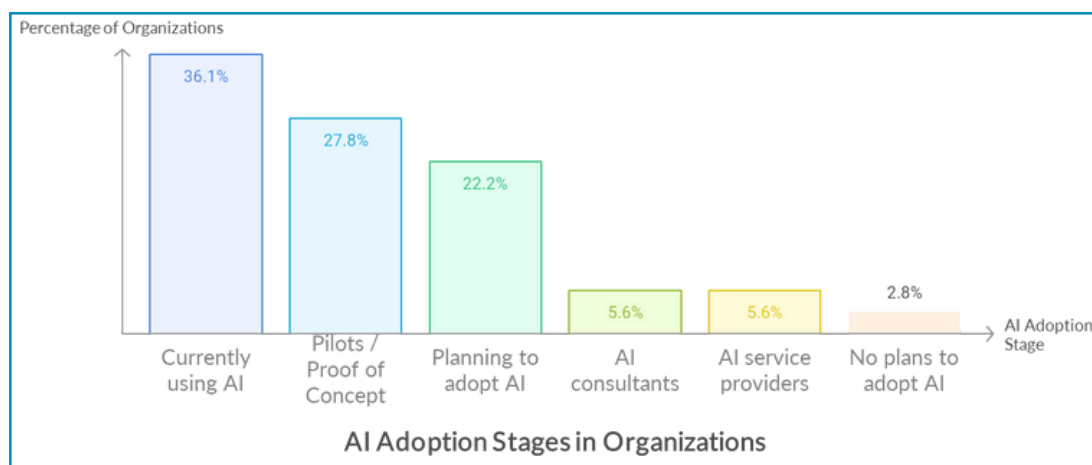 Percentage of Organizations
36.1%
27.8%
22.2%
5.6%
5.6%
2.8%
AI Adoption
Stage
Currently
using AI
Pilots /
Proof of
Concept
Planning to
adopt AI
AI
consultants
AI service
providers
No plans to
adopt AI
AI Adoption Stages in Organizations